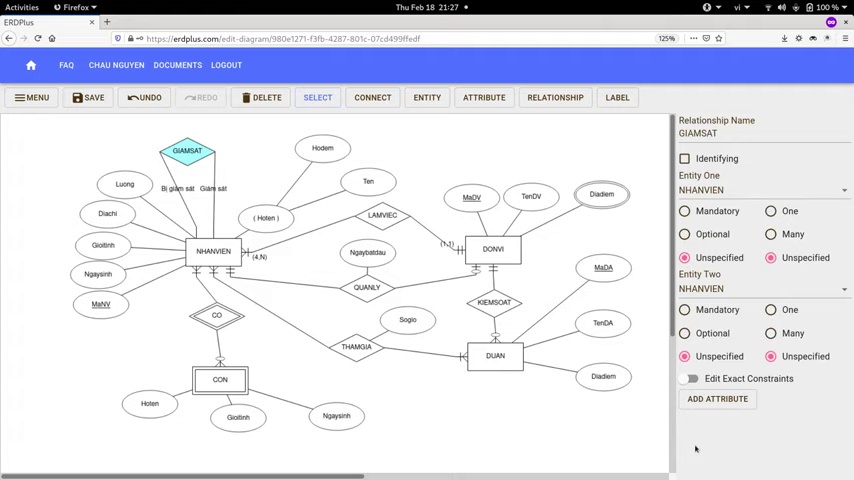 Activities Firefox Thu Feb 18 21:27 vi 100 %
ERDPlus
https://erdplus.com/edit-diagram/980e1271-f3fb-4287-801c-07cd499ffedf 125%
FAQ CHAU NGUYEN DOCUMENTS LOGOUT
MENU SAVE UNDO REDO DELETE SELECT CONNECT ENTITY ATTRIBUTE RELATIONSHIP LABEL
Relationship Name
GIAMSAT
Identifying
Entity One
NHANVIEN
Mandatory One
Optional Many
Unspecified Unspecified
Entity Two
NHANVIEN
Mandatory One
Optional Many
Unspecified Unspecified
Edit Exact Constraints
ADD ATTRIBUTE
GIAMSAT
Hodem
Ten
Luong
Bị giám sát Giám sát
Diachi
( Hoten )
LAMVIEC
MaDV
TenDV
Diadiem
Gioitinh
NHANVIEN
(4,N)
(1,1)
DONVI
Ngaybatdau
Ngaysinh
MaNV
QUANLY
MaDA
KIEMSOAT
CO
Sogio
TenDA
THAMGIA
DUAN
CON
Diadiem
Hoten
Gioitinh
Ngaysinh